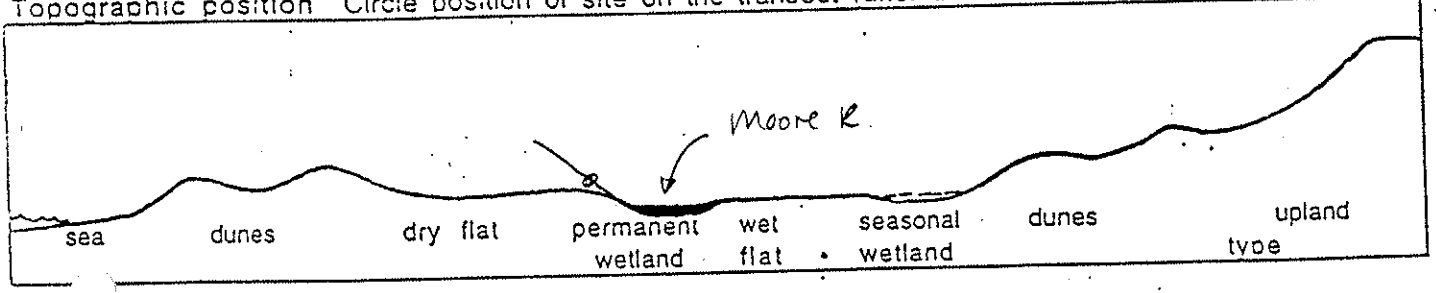 Topographic position Circle position of site on the transect
Moore R.
sea dunes dry flat permanent wet seasonal dunes upland
wetland flat wetland type